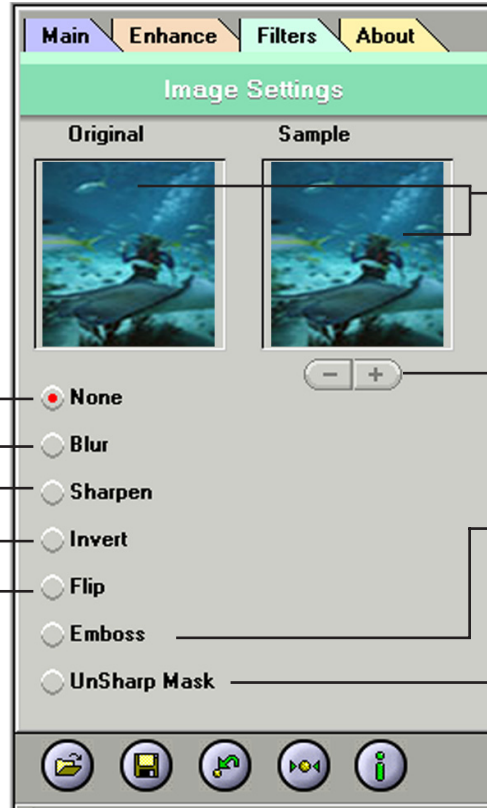 Main Enhance Filters About
Image Settings
Original Sample
None
Blur
Sharpen
Invert
Flip
Emboss
UnSharp Mask